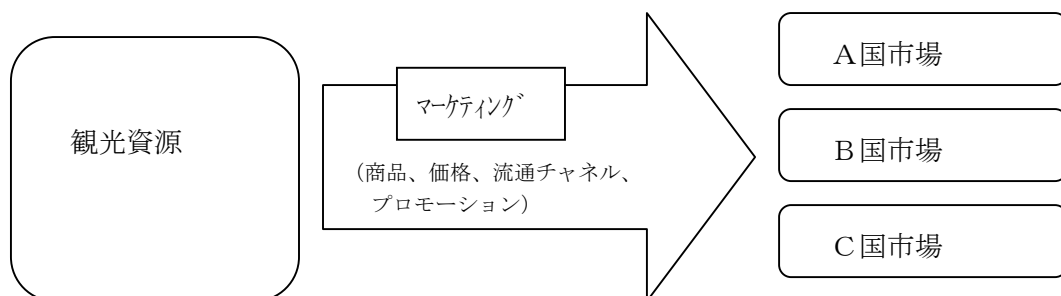 観光資源
マーケティング
(商品、価格、流通チャネル、
プロモーション)
A国市場
B国市場
C国市場